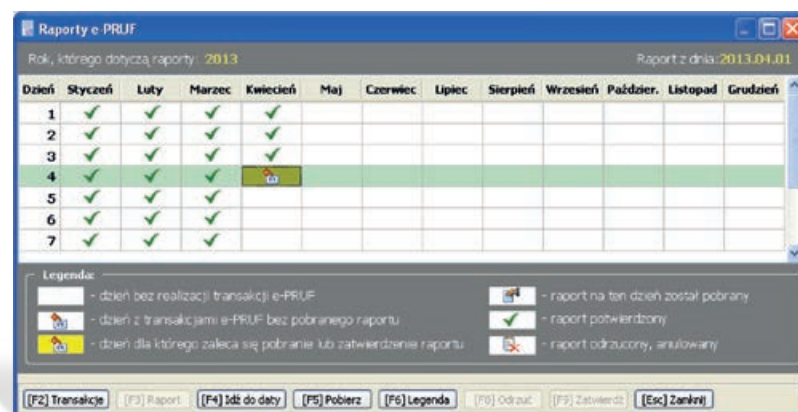 Raporty e-PRUF
Rok, którego dotyczą raporty: 2013 Raport z dnia:2013.04.01
Dzień Styczeń Luty Marzec Kwiecień Maj Czerwiec Lipiec Sierpień Wrzesień Paździer. Listopad Grudzień
1
2
3
4
5
6
7
Legenda:
- dzień bez realizacji transakcji e-PRUF - raport na ten dzień został pobrany
- dzień z transakcjami e-PRUF bez pobranego raportu - raport potwierdzony
- dzień dla którego zaleca się pobranie lub zatwierdzenie raportu - raport odrzucony, anulowany
[F2] Transakcje [F3] Raport [F4] Idź do daty [F5] Pobierz [F6] Legenda [F8] Odrzuć [F9] Zatwierdź [Esc] Zamknij